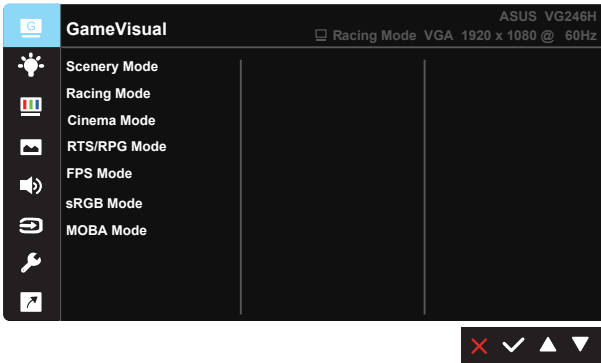 G
GameVisual
ASUS VG246H
Racing Mode VGA 1920 x 1080 @ 60Hz
Scenery Mode
Racing Mode
Cinema Mode
RTS/RPG Mode
FPS Mode
sRGB Mode
MOBA Mode